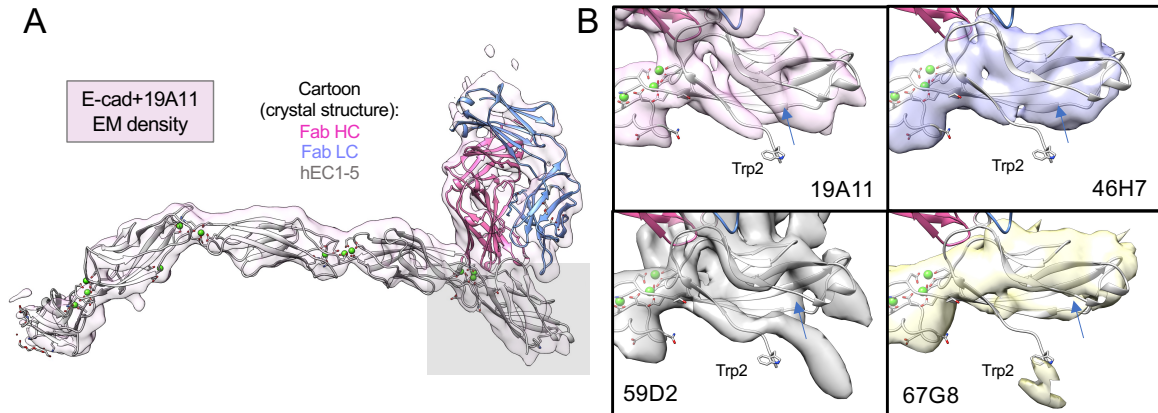 A
E-cad+19A11
EM density
Cartoon
(crystal structure):
Fab HC
Fab LC
hEC1-5
B
Trp2
19A11
Trp2
46H7
Trp2
59D2
Trp2
67G8